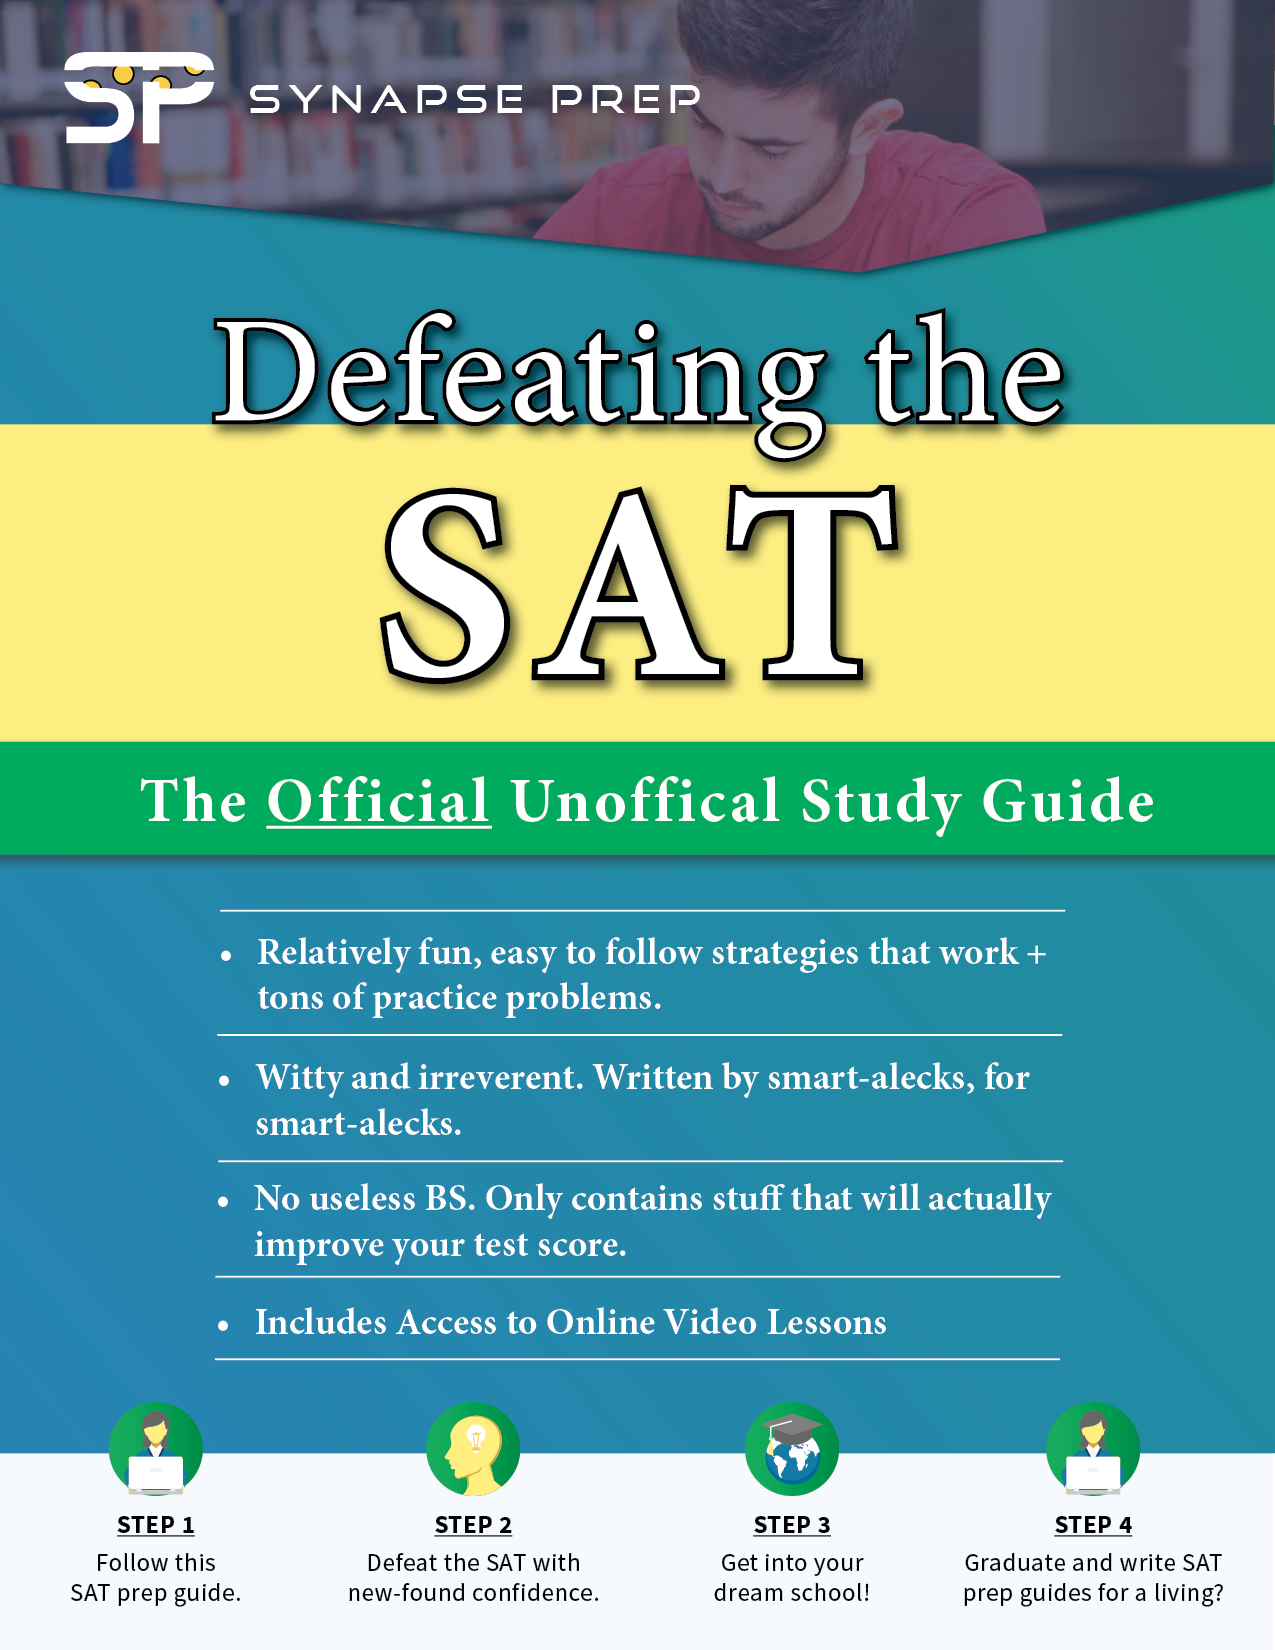 SP SYNAPSE PREP
Defeating the
SAT
The Official Unoffical Study Guide
• Relatively fun, easy to follow strategies that work +
tons of practice problems.
• Witty and irreverent. Written by smart-alecks, for
smart-alecks.
• No useless BS. Only contains stuff that will actually
improve your test score.
• Includes Access to Online Video Lessons
STEP 1
Follow this
SAT prep guide.
STEP 2
Defeat the SAT with
new-found confidence.
STEP 3
Get into your
dream school!
STEP 4
Graduate and write SAT
prep guides for a living?